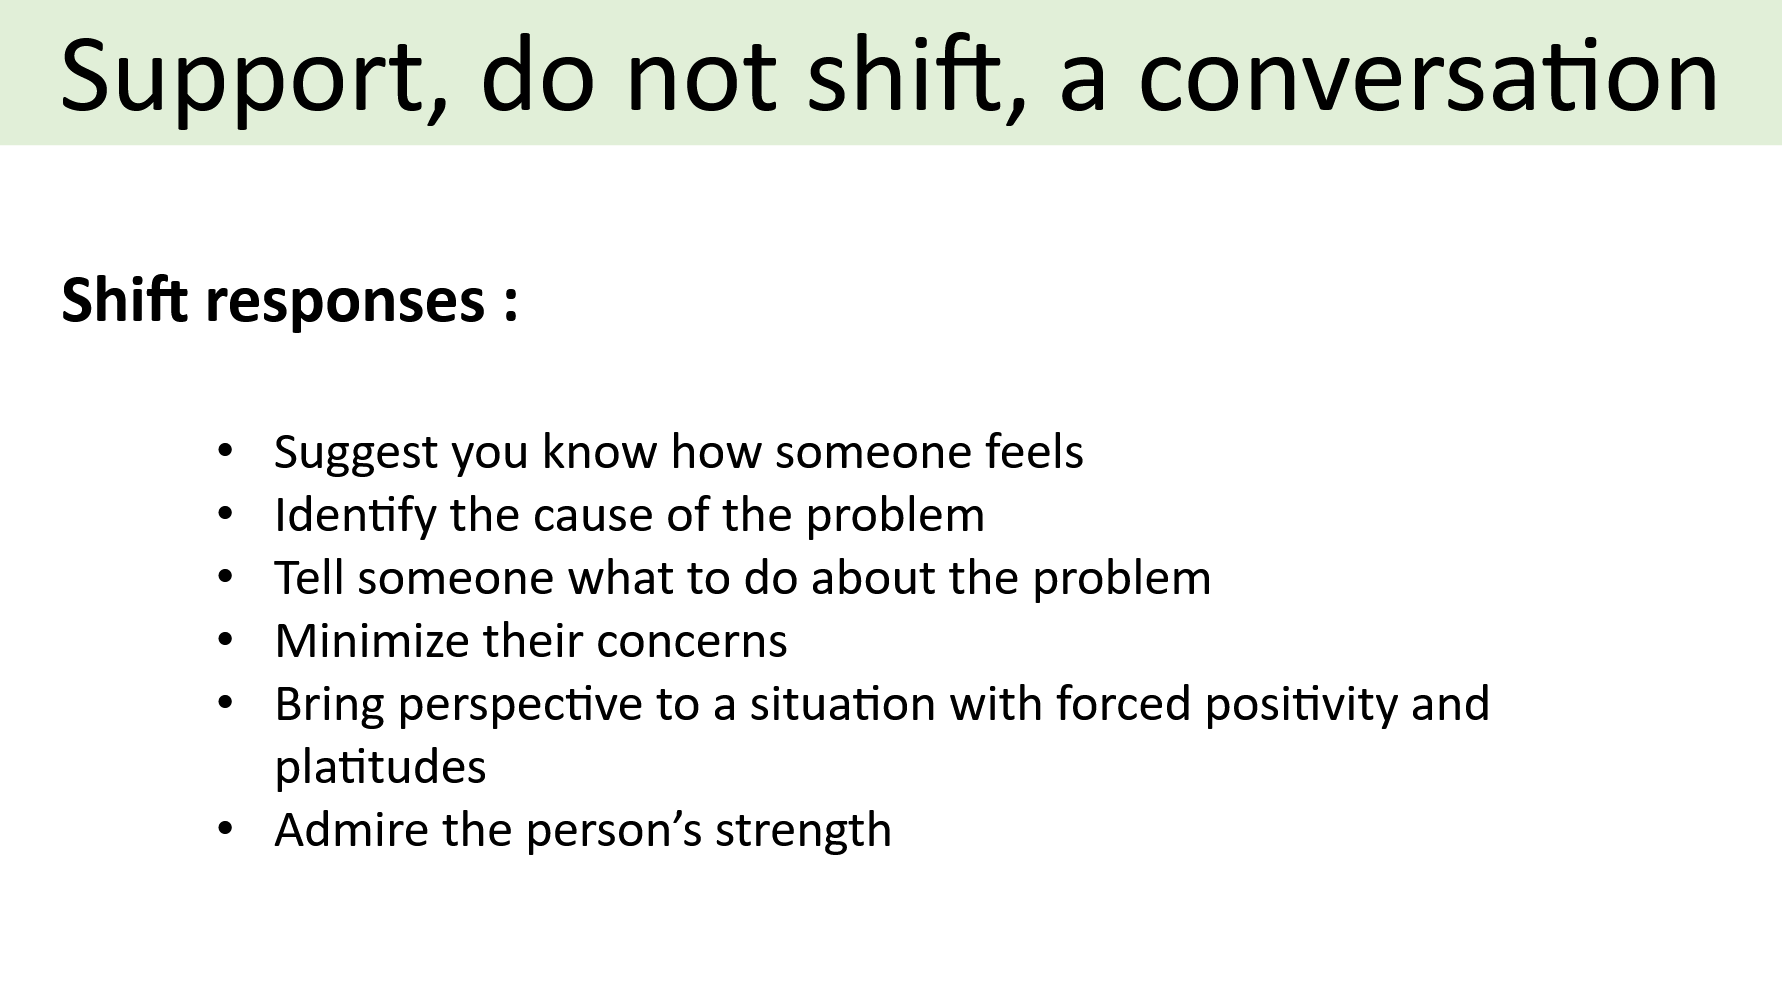 Support, do not shift, a conversation
Shift responses :
• Suggest you know how someone feels
• Identify the cause of the problem
• Tell someone what to do about the problem
• Minimize their concerns
• Bring perspective to a situation with forced positivity and
platitudes
• Admire the person’s strength